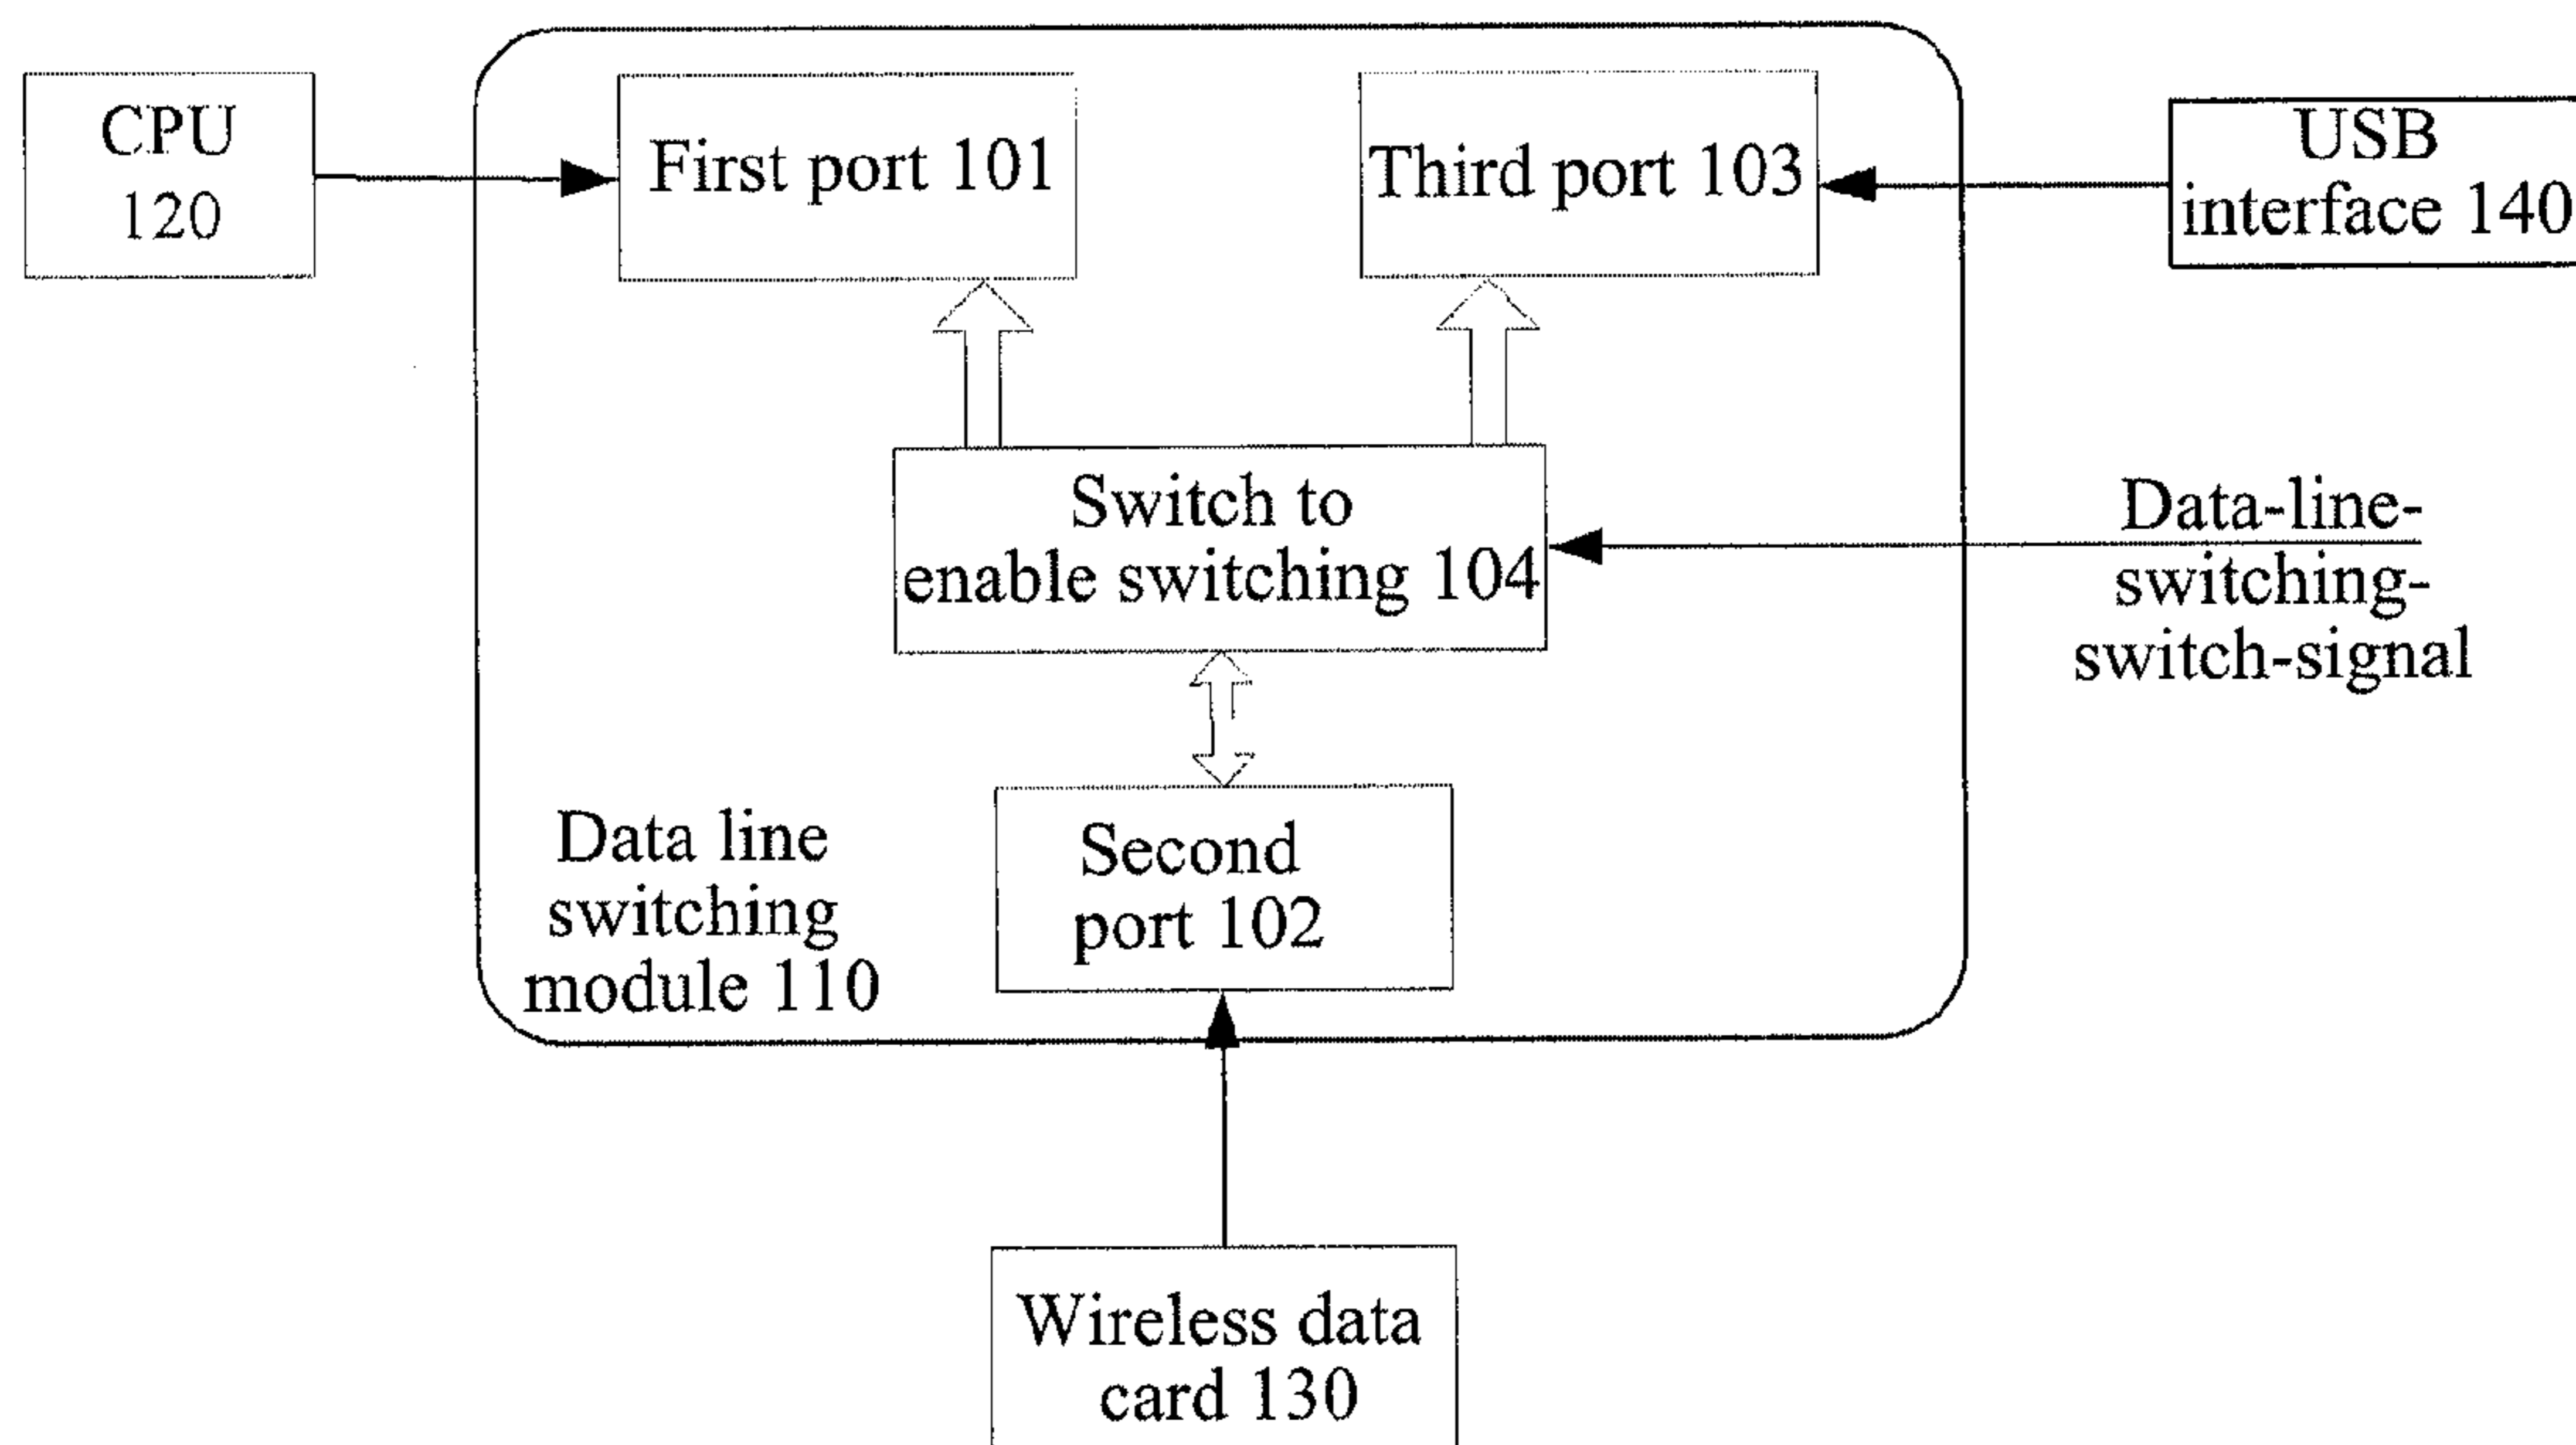 CPU
120
First port 101
Third port 103
USB
interface 140
Switch to
enable switching 104
Data-line-
switching-
switch-signal
Second
port 102
Data line
switching
module 110
Wireless data
card 130